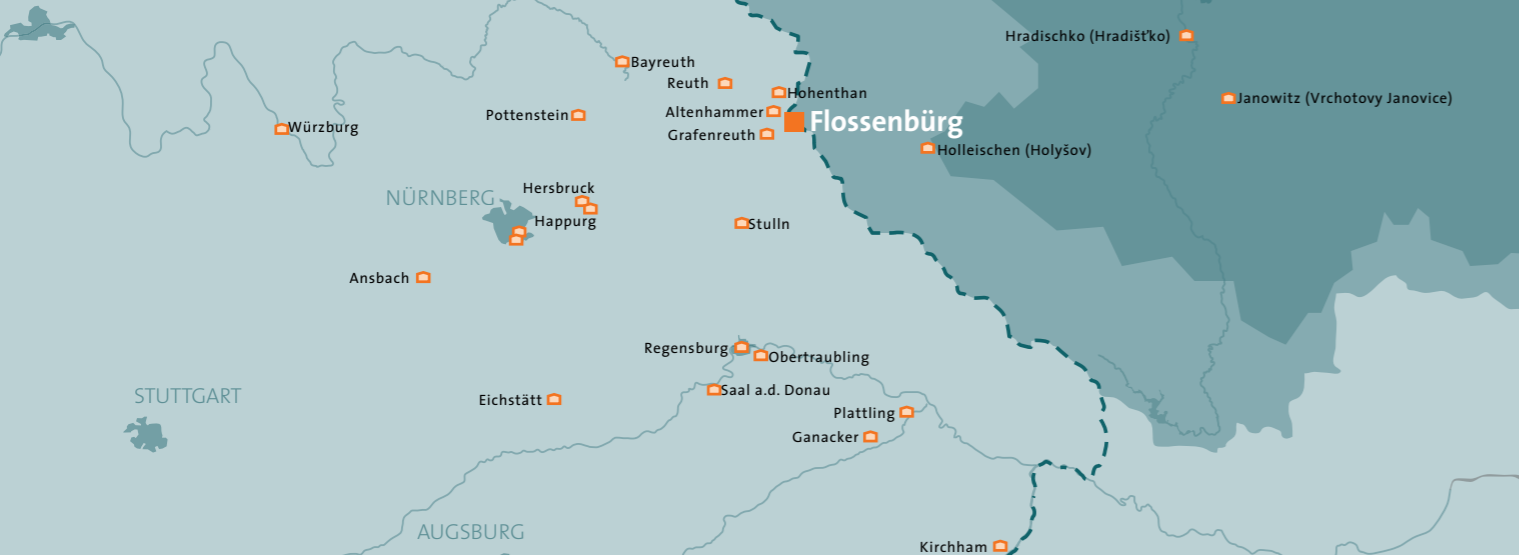 Hradischko (Hradišťko)
Bayreuth
Reuth
Hohenthan
Janowitz (Vrchotovy Janovice)
Pottenstein
Altenhammer
Flossenbürg
Würzburg
Grafenreuth
Holleischen (Holyšov)
Hersbruck
NÜRNBERG
Happurg
Stulln
Ansbach
Regensburg
Obertraubling
Saal a.d. Donau
STUTTGART
Eichstätt
Plattling
Ganacker
AUGSBURG
Kirchham